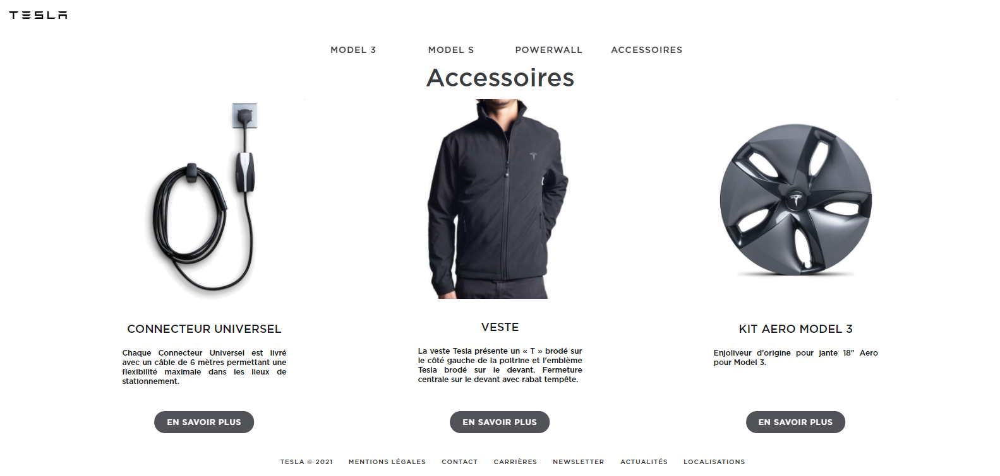 TESLA
MODEL 3
MODEL S
POWERWALL
ACCESSOIRES
Accessoires
CONNECTEUR UNIVERSEL
Chaque Connecteur Universel est livré
avec un câble de 6 mètres permettant une
flexibilité maximale dans les lieux de
stationnement.
EN SAVOIR PLUS
VESTE
La veste Tesla présente un « T » brodé sur
le côté gauche de la poitrine et l'emblème
Tesla brodé sur le devant. Fermeture
centrale sur le devant avec rabat tempête.
EN SAVOIR PLUS
KIT AERO MODEL 3
Enjoliveur d'origine pour jante 18" Aero
pour Model 3.
EN SAVOIR PLUS
TESLA © 2021
MENTIONS LÉGALES
CONTACT
CARRIÈRES
NEWSLETTER
ACTUALITÉS
LOCALISATIONS